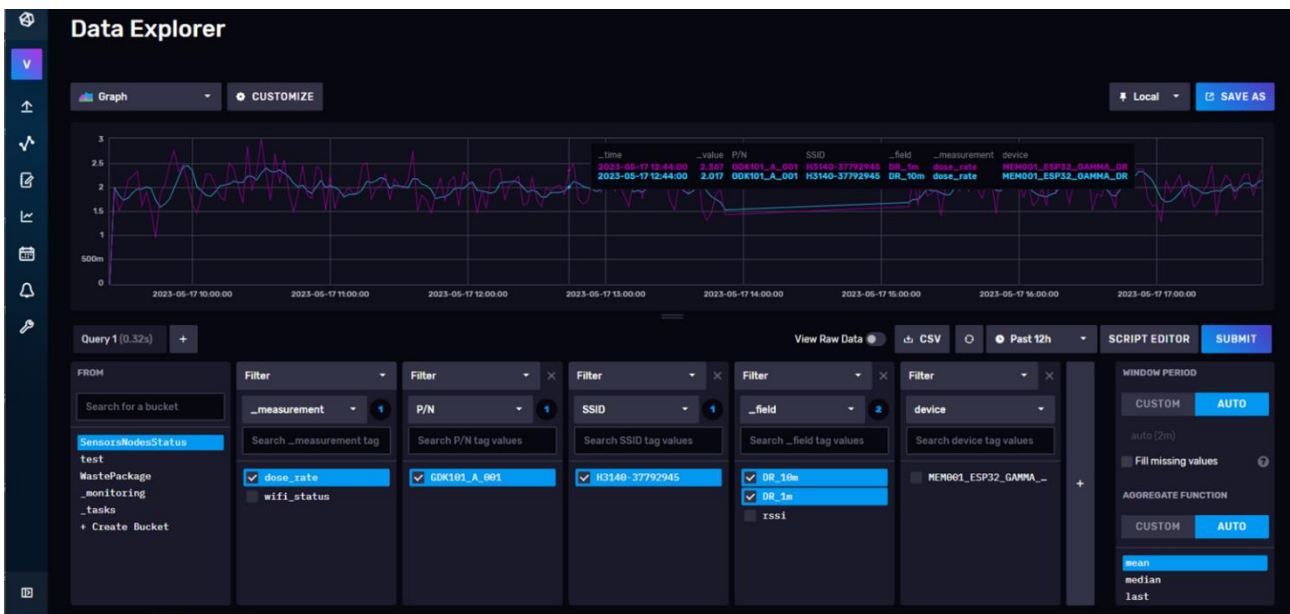 Data Explorer
V
Graph
CUSTOMIZE
Local
SAVE AS
3
2.5
2
1.5
1
500m
0
_time _value P/N SSID _field _measurement device
2023-05-17 12:44:00 2.367 GDK101_A_001 H3140-37792945 DR_1m dose_rate MEM001_ESP32_GAMMA_DR
2023-05-17 12:44:00 2.017 GDK101_A_001 H3140-37792945 DR_10m dose_rate MEM001_ESP32_GAMMA_DR
2023-05-17 10:00:00 2023-05-17 11:00:00 2023-05-17 12:00:00 2023-05-17 13:00:00 2023-05-17 14:00:00 2023-05-17 15:00:00 2023-05-17 16:00:00 2023-05-17 17:00:00
Query 1 (0.32s) +
View Raw Data
CSV
Past 12h
SCRIPT EDITOR
SUBMIT
FROM
Search for a bucket
SensorsNodesStatus
test
WastePackage
_monitoring
_tasks
+ Create Bucket
Filter
_measurement 1
Search _measurement tag
dose_rate
wifi_status
Filter
P/N 1
Search P/N tag values
GDK101_A_001
Filter
SSID 1
Search SSID tag values
H3140-37792945
Filter
_field 2
Search _field tag values
DR_10m
DR_1m
rssi
Filter
device
Search device tag values
MEM001_ESP32_GAMMA_…
+
WINDOW PERIOD
CUSTOM AUTO
auto (2m)
Fill missing values ?
AGGREGATE FUNCTION
CUSTOM AUTO
mean
median
last